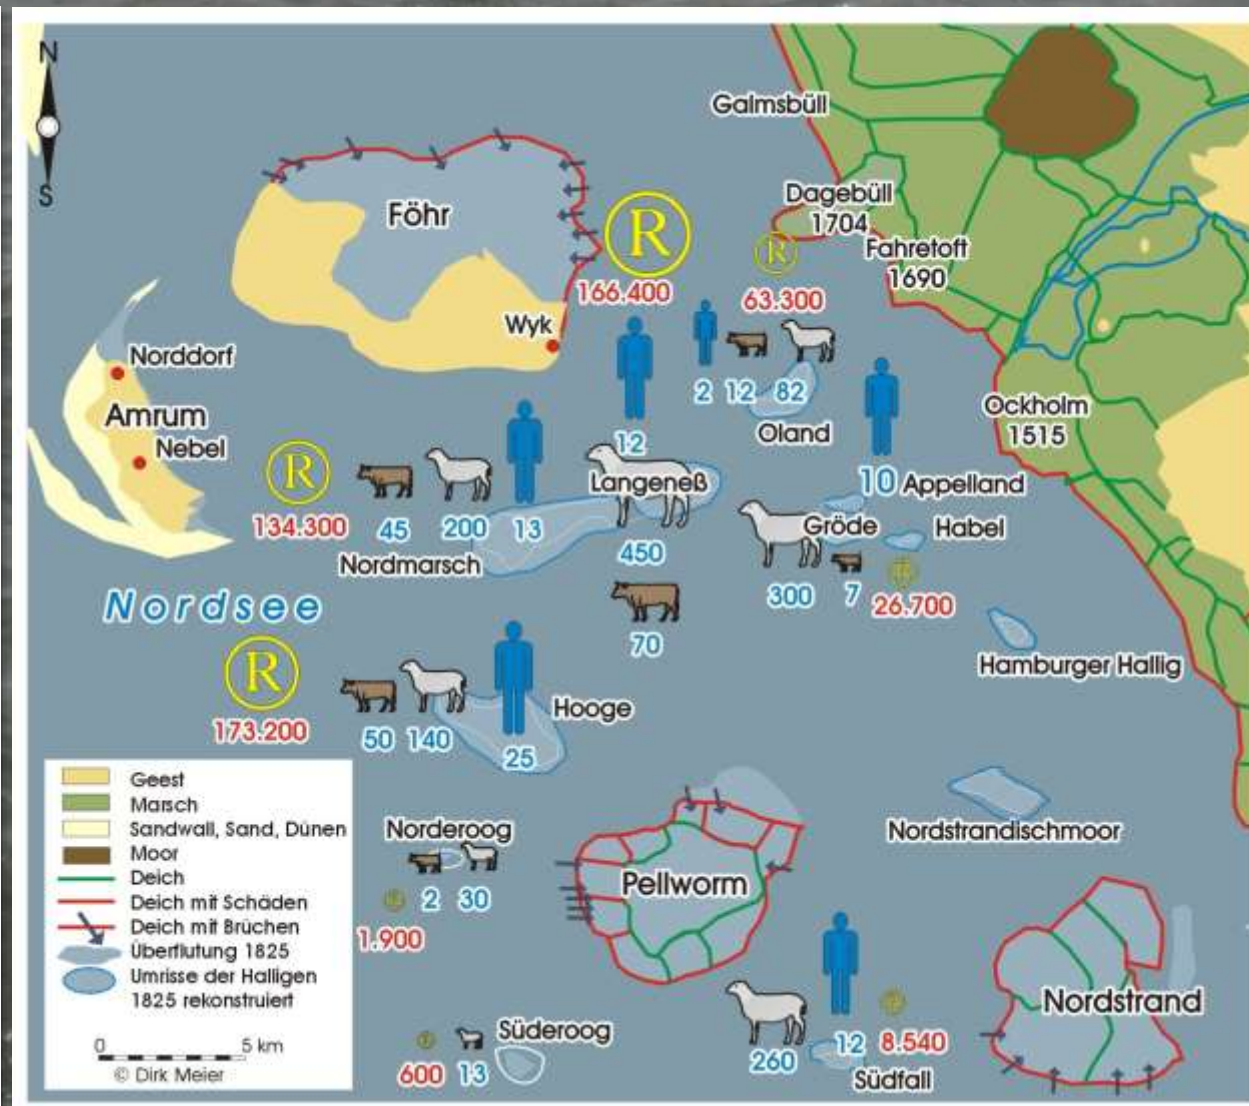 N
S
Galmsbüll
Föhr
Dagebüll
1704
R
R
Fahretoft
1690
166.400
63.300
Wyk
Norddorf
2 12 82
Amrum
Nebel
Oland
Ockholm
1515
12
R
Langeneß
10 Appelland
134.300
45 200 13
Gröde
Habel
Nordmarsch
450
300 7 26.700
Nordsee
70
Hamburger Hallig
R
173.200
Hooge
50 140 25
Nordstrandischmoor
Norderoog
2 30
1.900
Pellworm
Nordstrand
Süderoog
600 13
260 12 8.540
Südfall
Geest
Marsch
Sandwall, Sand, Dünen
Moor
Deich
Deich mit Schäden
Deich mit Brüchen
Überflutung 1825
Umrisse der Halligen
1825 rekonstruiert
0 5 km
© Dirk Meier